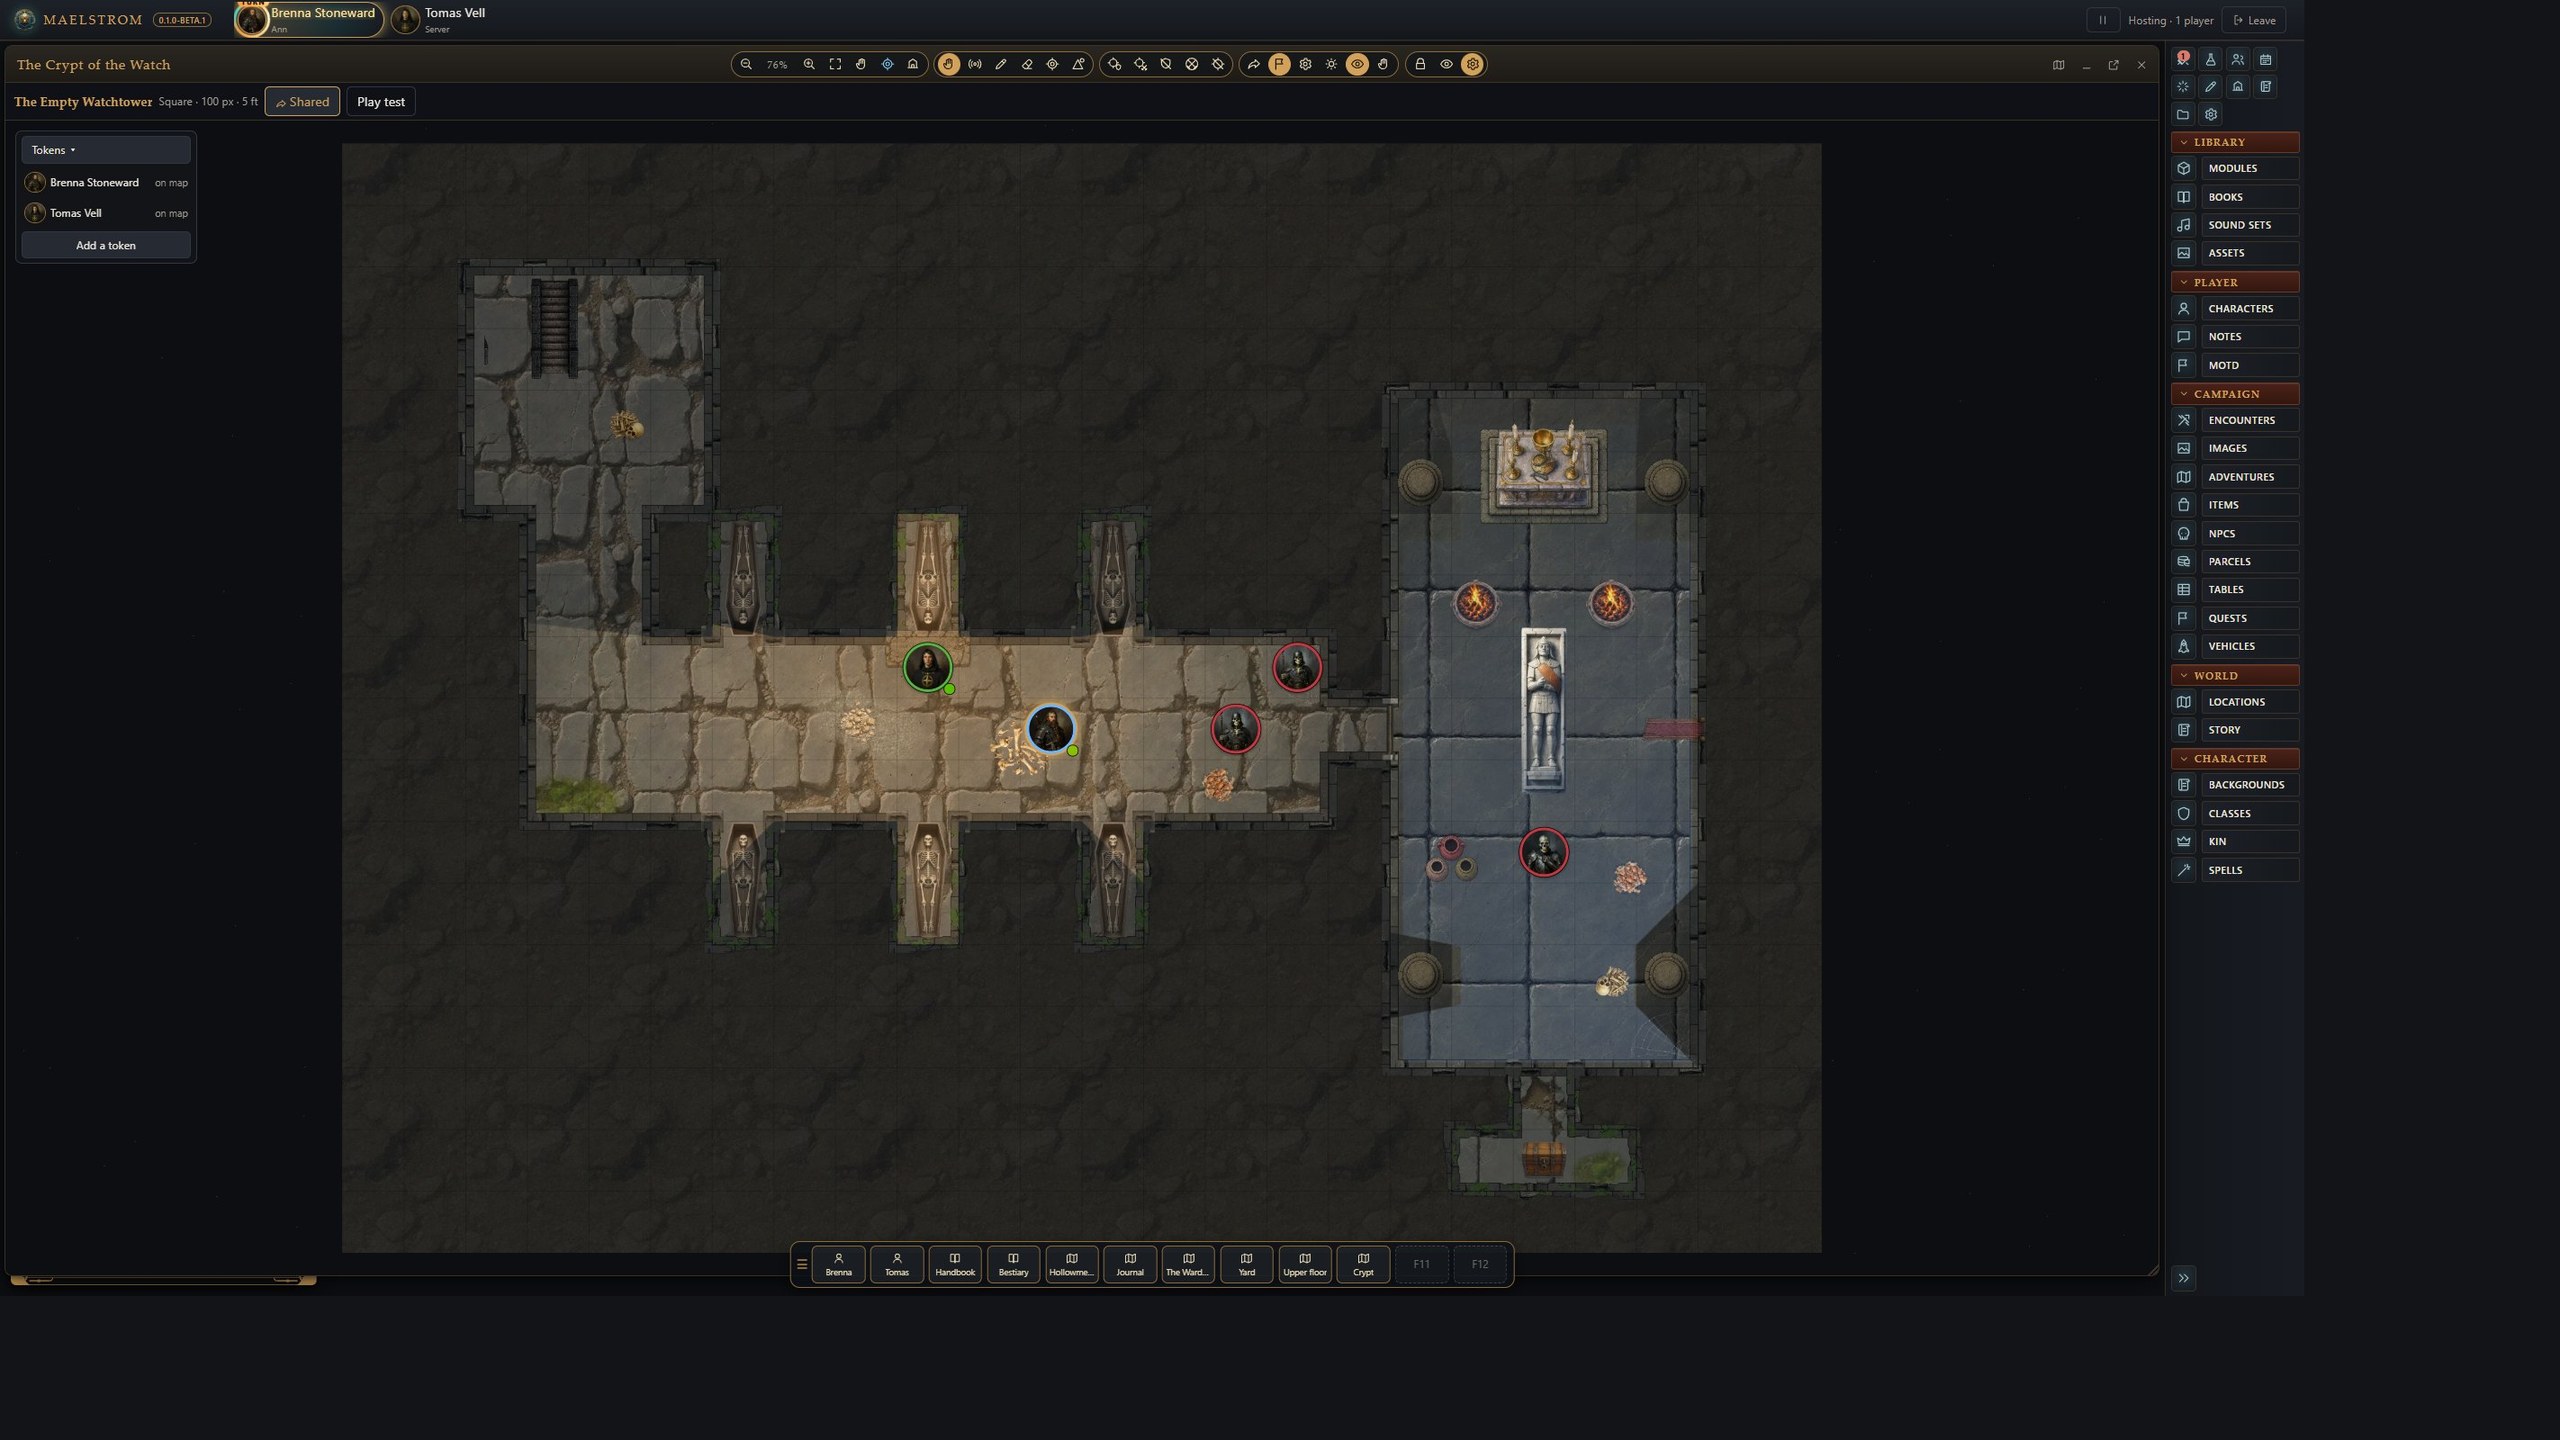 MAELSTROM
0.1.0-BETA.1
Brenna Stoneward
Ann
Tomas Vell
Server
Hosting · 1 player
Leave
The Crypt of the Watch
76%
The Empty Watchtower
Square · 100 px · 5 ft
Shared
Play test
Tokens
Brenna Stoneward on map
Tomas Vell on map
Add a token
1
LIBRARY
MODULES
BOOKS
SOUND SETS
ASSETS
PLAYER
CHARACTERS
NOTES
MOTD
CAMPAIGN
ENCOUNTERS
IMAGES
ADVENTURES
ITEMS
NPCS
PARCELS
TABLES
QUESTS
VEHICLES
WORLD
LOCATIONS
STORY
CHARACTER
BACKGROUNDS
CLASSES
KIN
SPELLS
Brenna
Tomas
Handbook
Bestiary
Hollowme...
Journal
The Ward...
Yard
Upper floor
Crypt
F11
F12